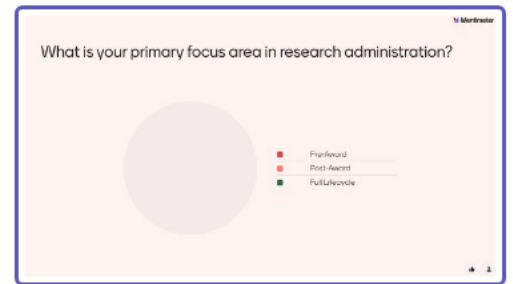 Mentimeter
What is your primary focus area in research administration?
Pre-Award
Post-Award
Full Lifecycle